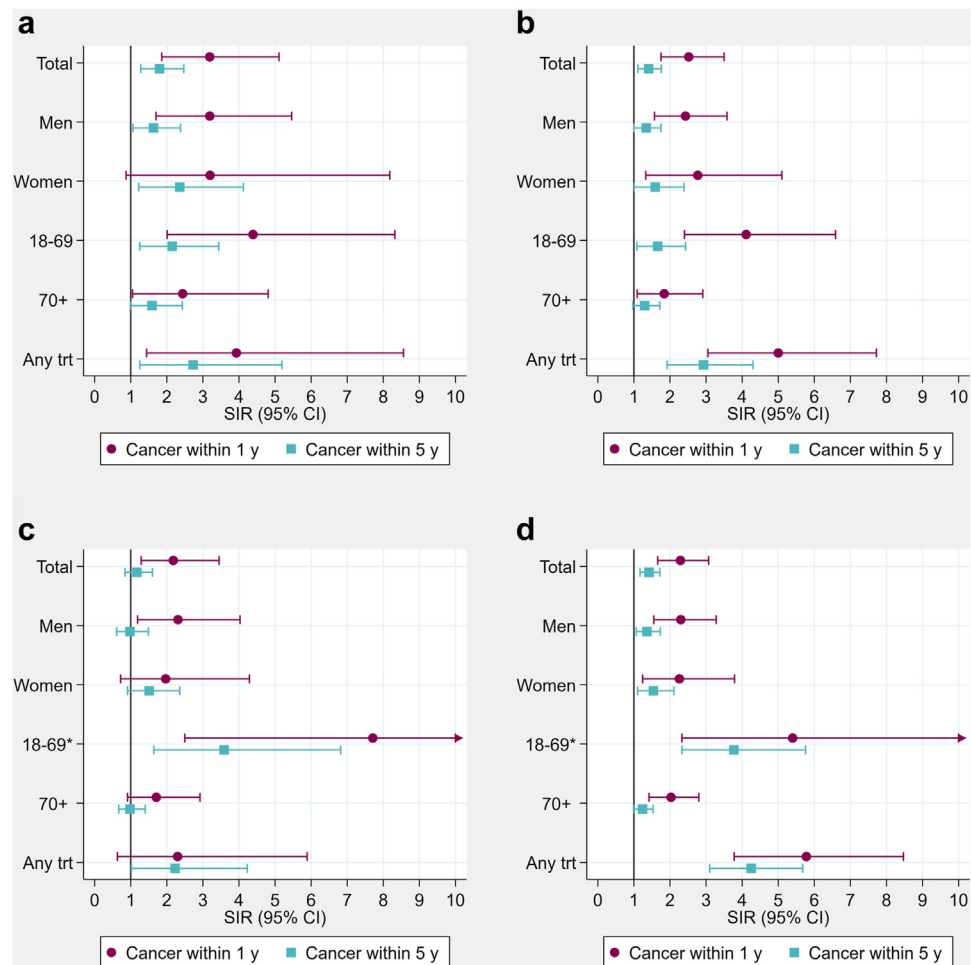 a
Total
Men
Women
18-69
70+
Any trt
0 1 2 3 4 5 6 7 8 9 10
SIR (95% CI)
Cancer within 1 y Cancer within 5 y
b
Total
Men
Women
18-69
70+
Any trt
0 1 2 3 4 5 6 7 8 9 10
SIR (95% CI)
Cancer within 1 y Cancer within 5 y
c
Total
Men
Women
18-69*
70+
Any trt
0 1 2 3 4 5 6 7 8 9 10
SIR (95% CI)
Cancer within 1 y Cancer within 5 y
d
Total
Men
Women
18-69*
70+
Any trt
0 1 2 3 4 5 6 7 8 9 10
SIR (95% CI)
Cancer within 1 y Cancer within 5 y